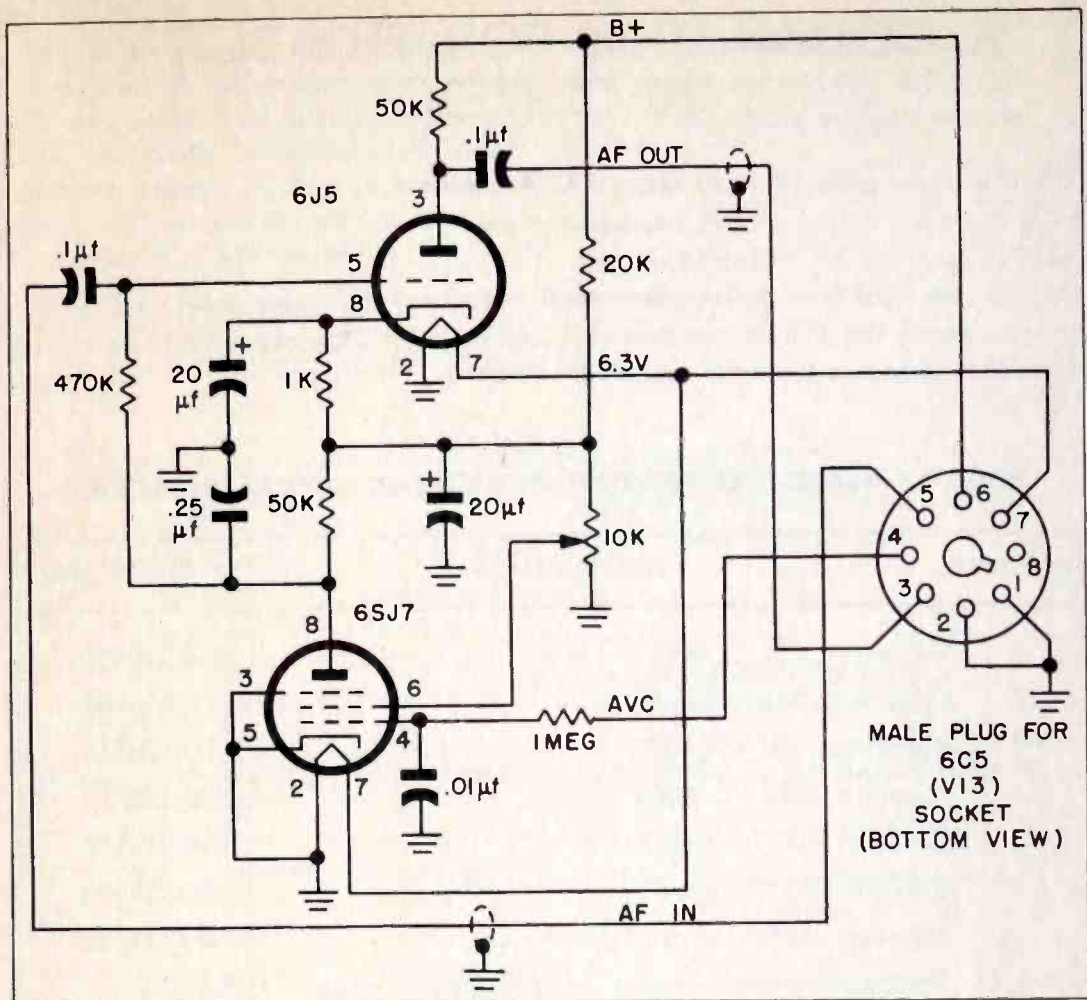 B+
50K
.1µf
AF OUT
6J5
3
.1µf
5
20K
8
+
2
7
6.3V
470K
20
µf
1K
5
6
7
+
.25
µf
50K
20µf
10K
4
8
3
1
2
6SJ7
8
3
6
AVC
5
4
1MEG
2
7
.01µf
MALE PLUG FOR
6C5
(V13)
SOCKET
(BOTTOM VIEW)
AF IN